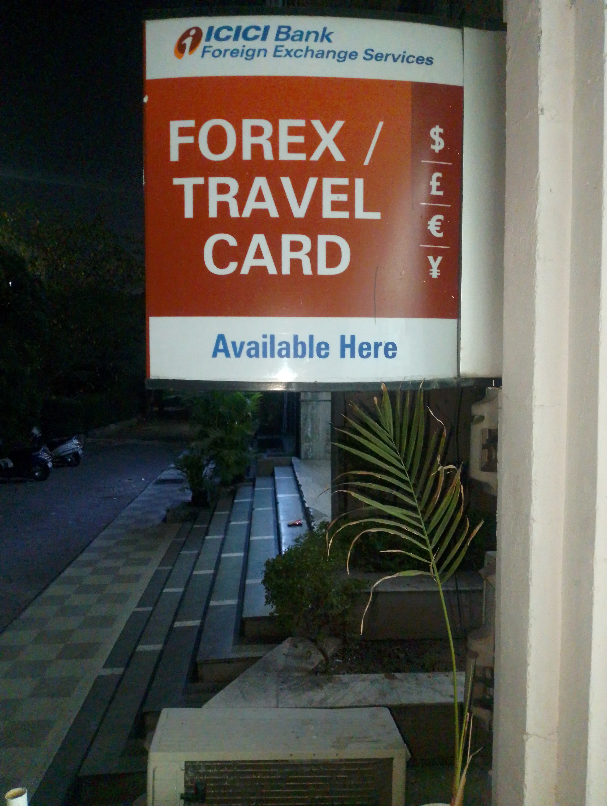 ICICI Bank
Foreign Exchange Services
FOREX /
TRAVEL
CARD
$
£
€
¥
Available Here